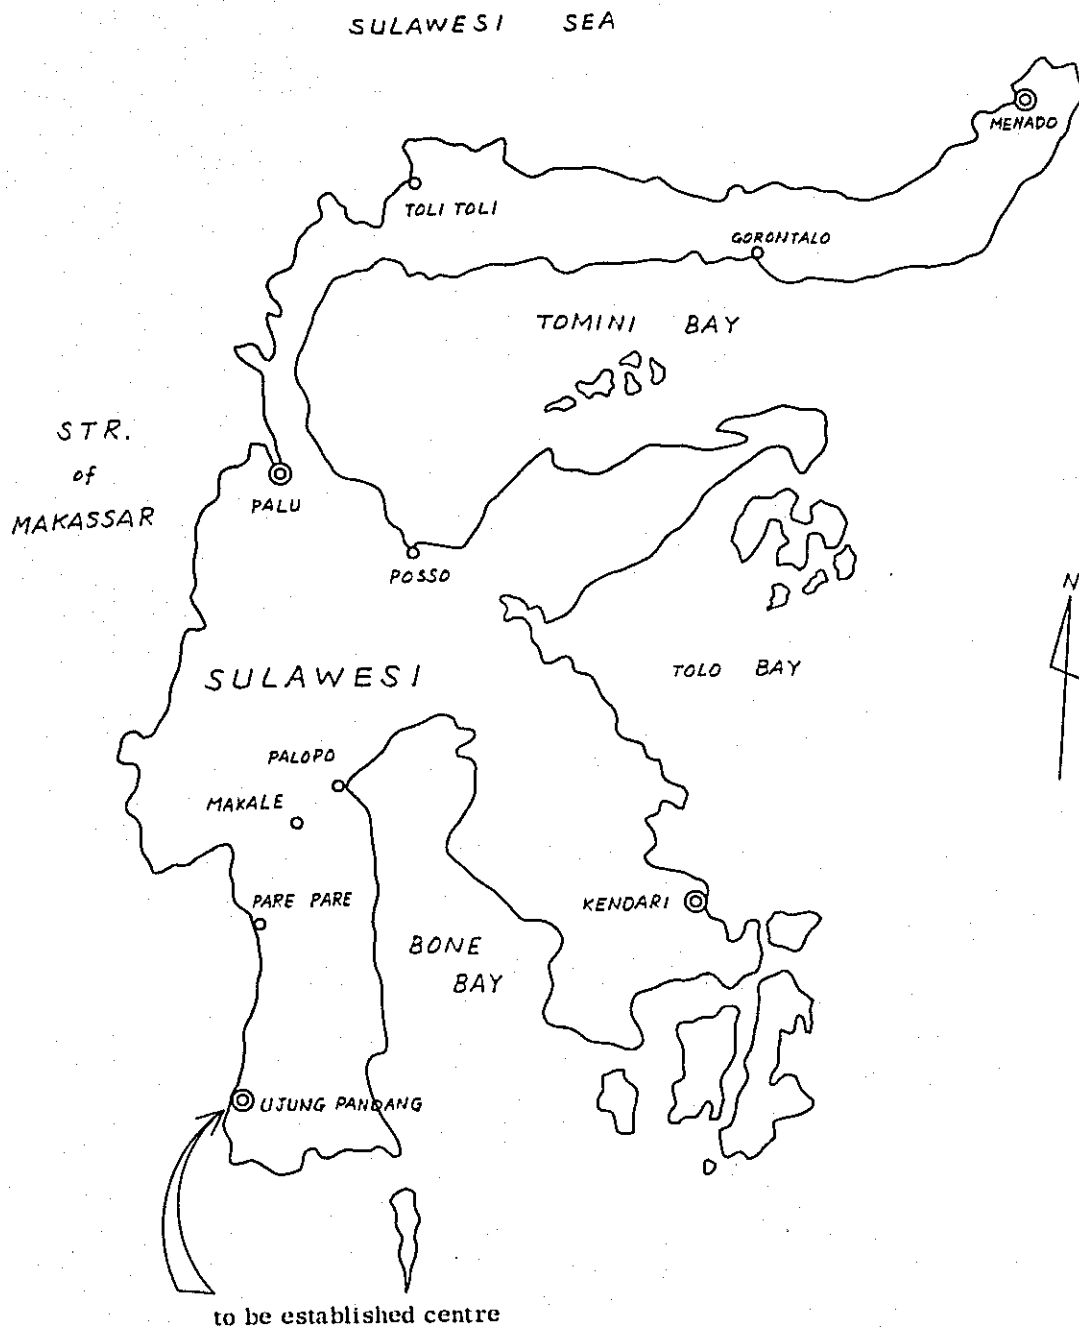 SULAWESI SEA
MENADO
TOLI TOLI
GORONTALO
TOMINI BAY
STR.
of
MAKASSAR
PALU
POSSO
N
SULAWESI
TOLO BAY
PALOPO
MAKALE
PARE PARE
KENDARI
BONE
BAY
UJUNG PANDANG
to be established centre